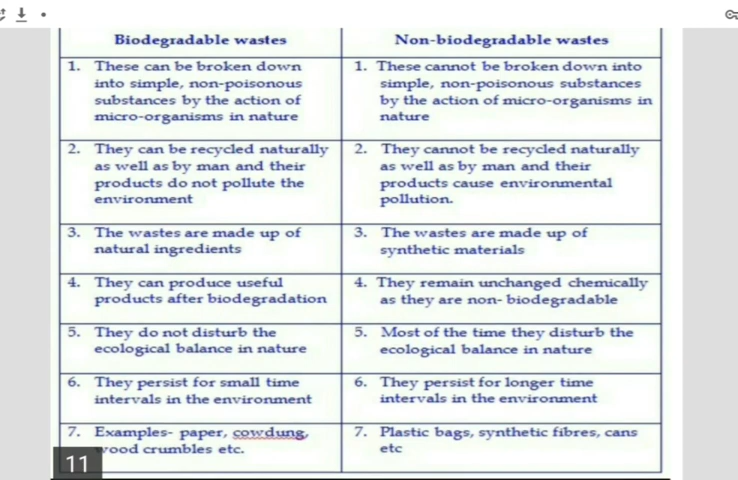 Biodegradable wastes
Non-biodegradable wastes
1. These can be broken down
into simple, non-poisonous
substances by the action of
micro-organisms in nature
1. These cannot be broken down into
simple, non-poisonous substances
by the action of micro-organisms in
nature
2. They can be recycled naturally
as well as by man and their
products do not pollute the
environment
2. They cannot be recycled naturally
as well as by man and their
products cause environmental
pollution.
3. The wastes are made up of
natural ingredients
3. The wastes are made up of
synthetic materials
4. They can produce useful
products after biodegradation
4. They remain unchanged chemically
as they are non- biodegradable
5. They do not disturb the
ecological balance in nature
5. Most of the time they disturb the
ecological balance in nature
6. They persist for small time
intervals in the environment
6. They persist for longer time
intervals in the environment
7. Examples- paper, cowdung,
wood crumbles etc.
7. Plastic bags, synthetic fibres, cans
etc
11